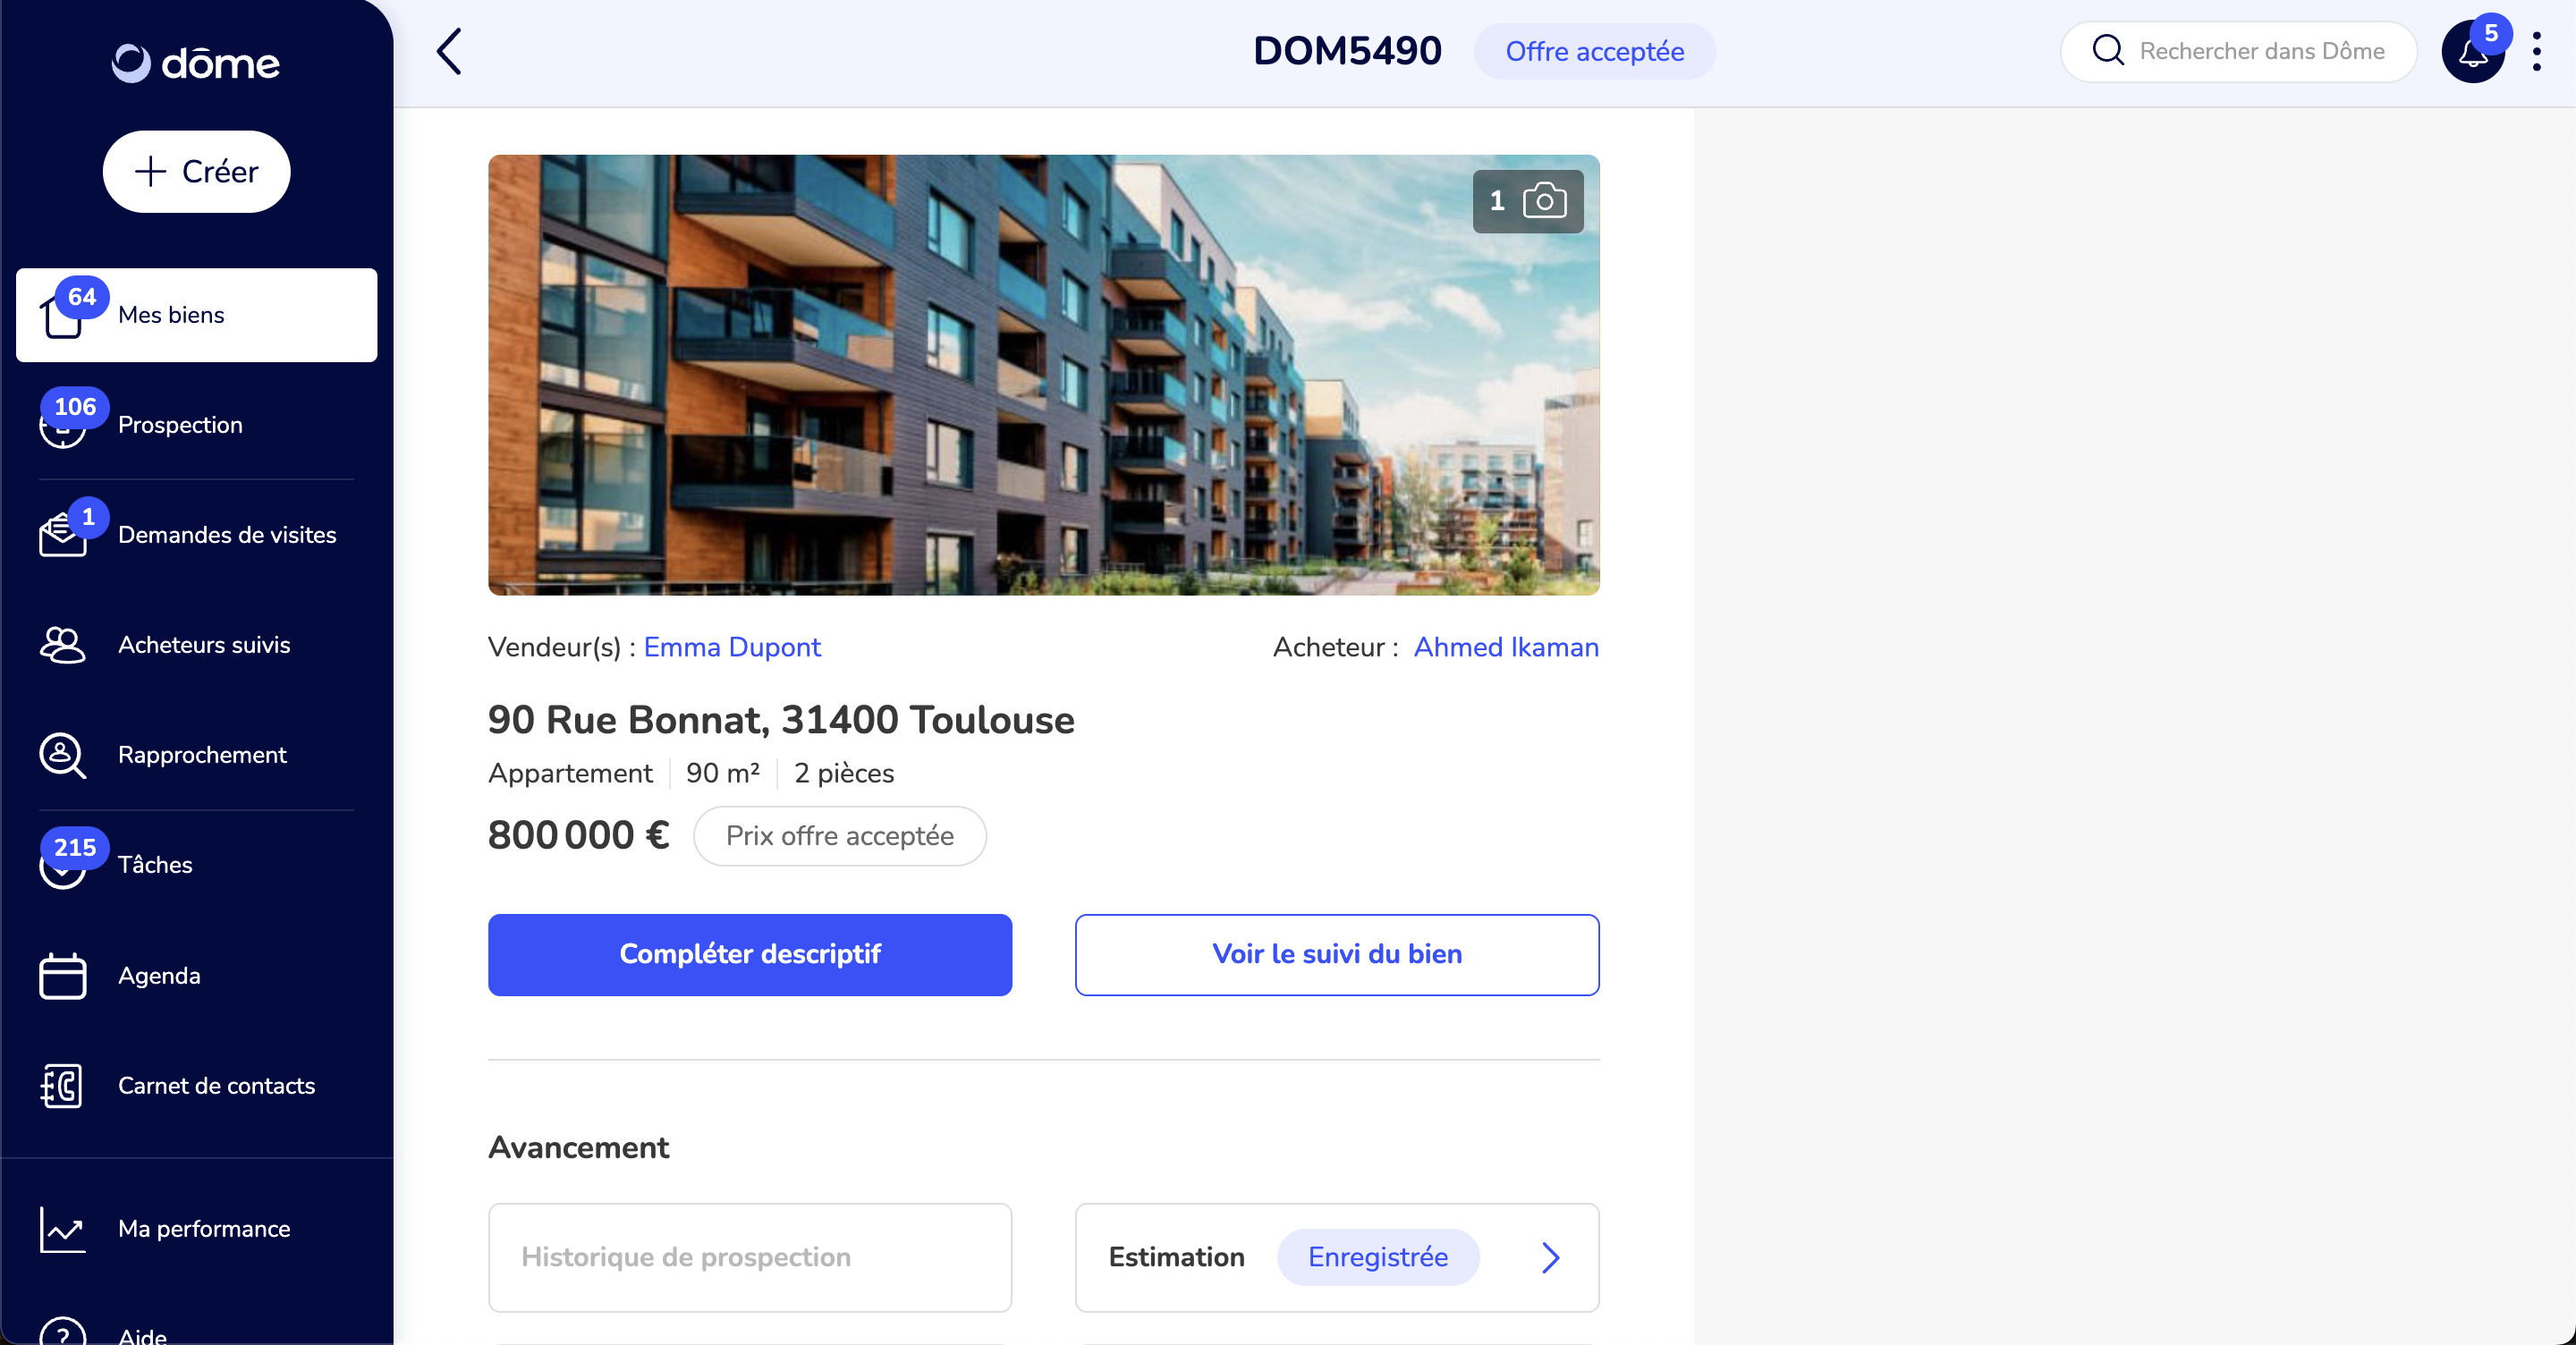 dôme
Créer
64
Mes biens
106
Prospection
1
Demandes de visites
Acheteurs suivis
Rapprochement
215
Tâches
Agenda
Carnet de contacts
Ma performance
Aide
DOM5490 Offre acceptée
Rechercher dans Dôme
5
1
Vendeur(s) : Emma Dupont
Acheteur : Ahmed Ikaman
90 Rue Bonnat, 31400 Toulouse
Appartement 90 m² 2 pièces
800 000 € Prix offre acceptée
Compléter descriptif
Voir le suivi du bien
Avancement
Historique de prospection
Estimation Enregistrée